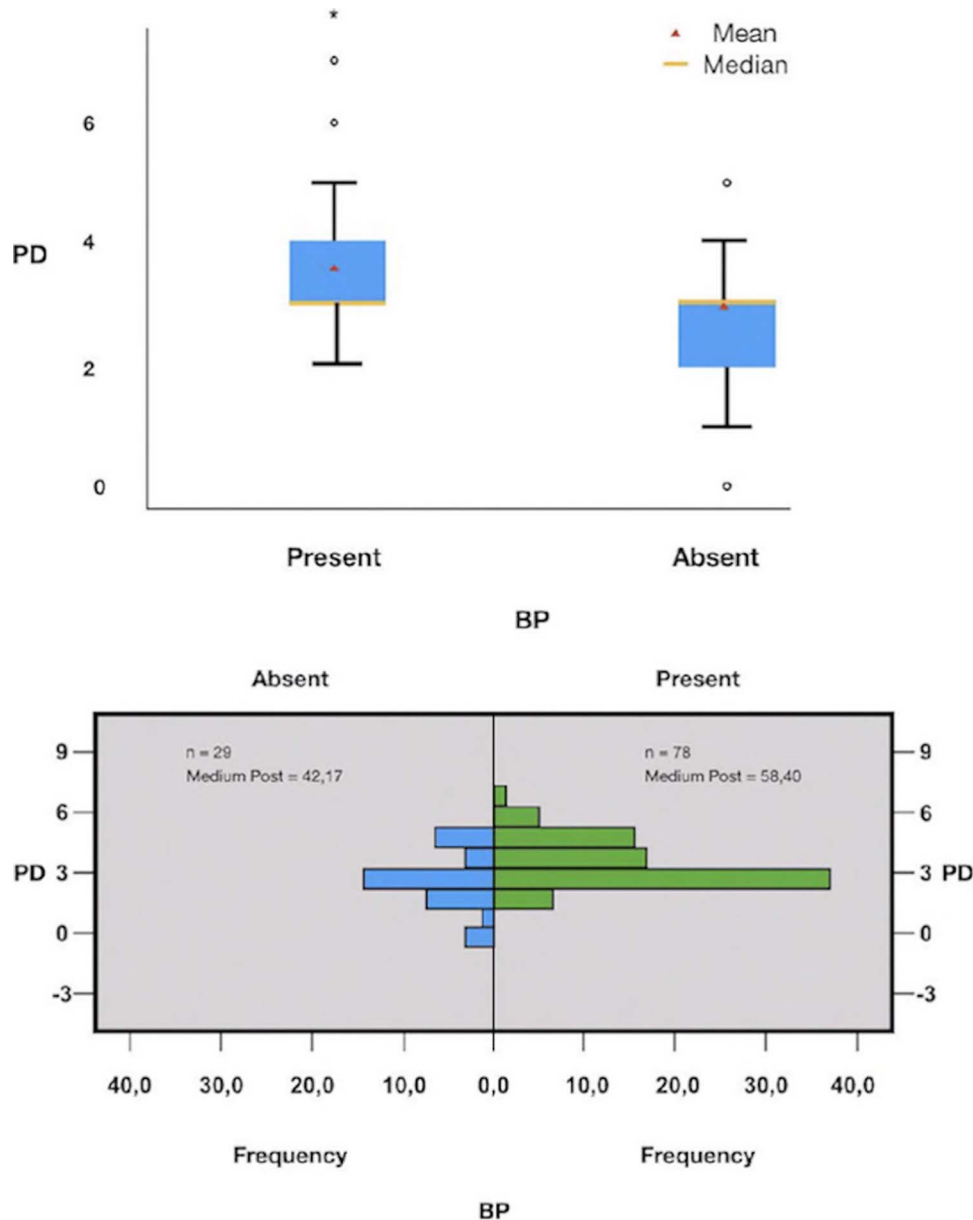 Mean
Median
6
4
PD
2
0
Present Absent
BP
Absent Present
n = 29 n = 78
Medium Post = 42,17 Medium Post = 58,40
9 9
6 6
PD 3 3 PD
0 0
-3 -3
40,0 30,0 20,0 10,0 0,0 10,0 20,0 30,0 40,0
Frequency Frequency
BP